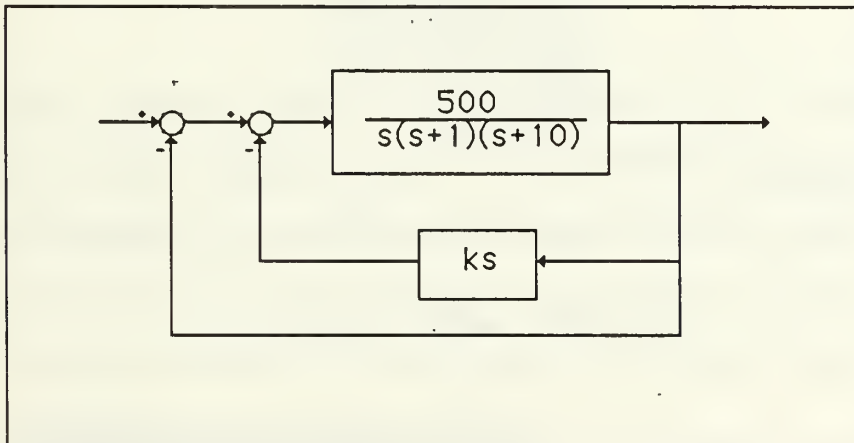 500
s(s+1)(s+10)
+
+
-
-
ks